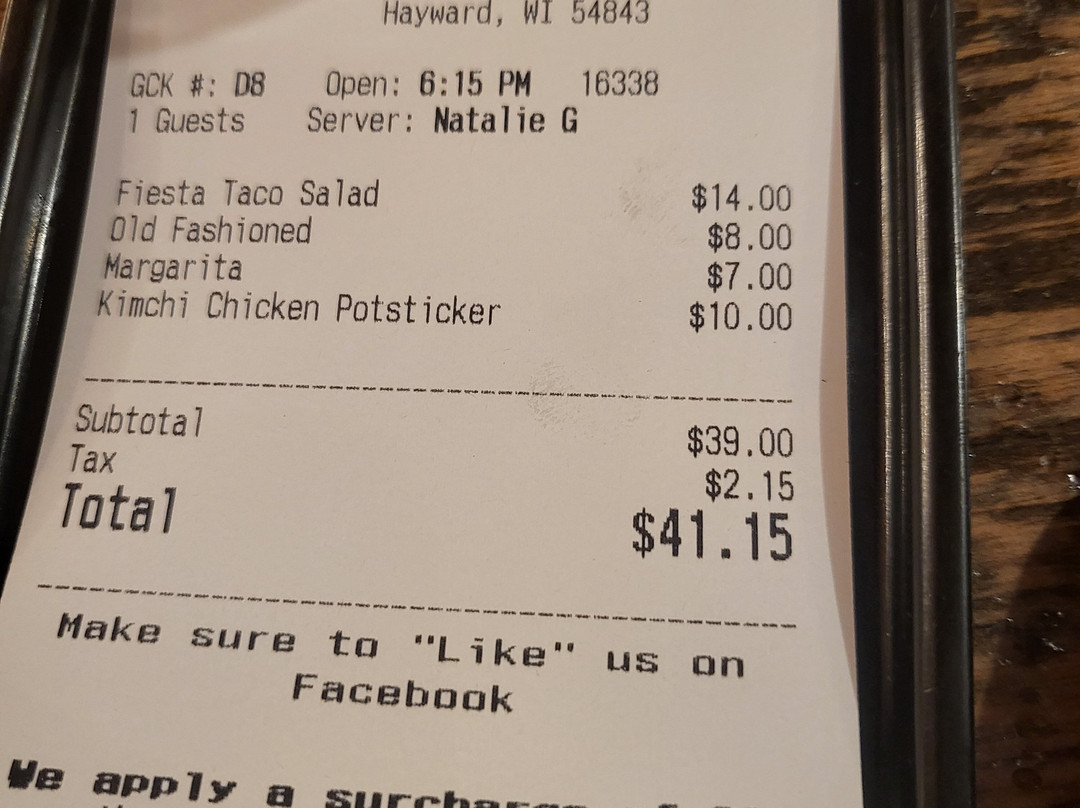 Hayward, WI 54843
GCK #: D8 Open: 6:15 PM 16338
1 Guests Server: Natalie G
Fiesta Taco Salad $14.00
Old Fashioned $8.00
Margarita $7.00
Kimchi Chicken Potsticker $10.00
Subtotal $39.00
Tax $2.15
Total $41.15
Make sure to "Like" us on
Facebook
We apply a surcharge of